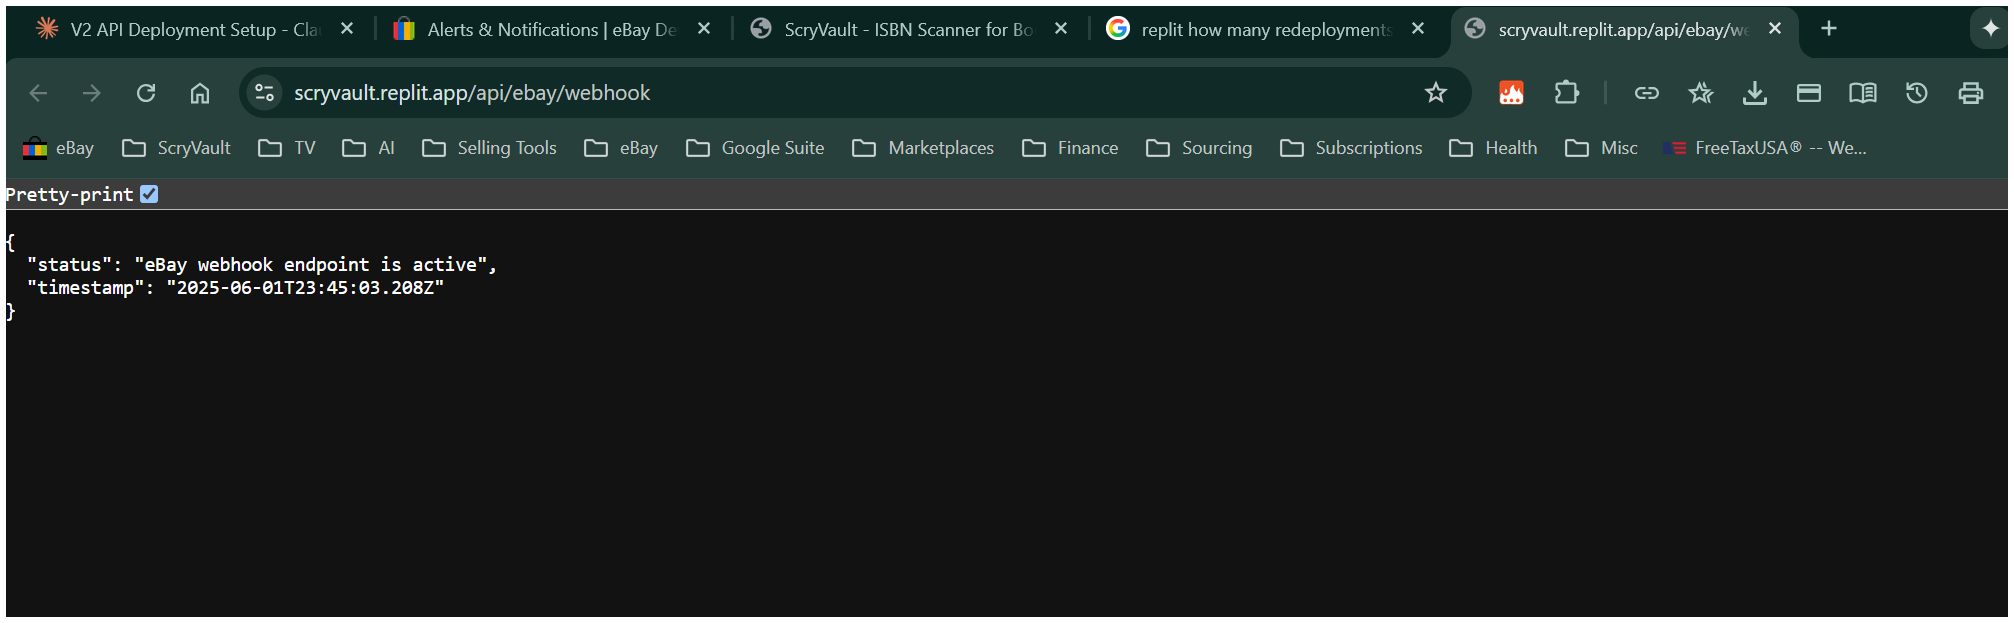 V2 API Deployment Setup - Cla
Alerts & Notifications | eBay De
ScryVault - ISBN Scanner for Bo
replit how many redeployments
scryvault.replit.app/api/ebay/we
scryvault.replit.app/api/ebay/webhook
eBay
ScryVault
TV
AI
Selling Tools
eBay
Google Suite
Marketplaces
Finance
Sourcing
Subscriptions
Health
Misc
FreeTaxUSA® -- We...
Pretty-print
{
  "status": "eBay webhook endpoint is active",
  "timestamp": "2025-06-01T23:45:03.208Z"
}